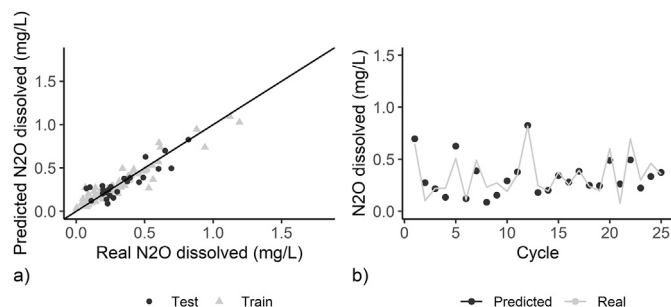 Predicted N2O dissolved (mg/L)
1.5
1.0
0.5
0.0
0.0 0.5 1.0 1.5
Real N2O dissolved (mg/L)
a)
Test Train
N2O dissolved (mg/L)
1.5
1.0
0.5
0.0
0 5 10 15 20 25
Cycle
b)
Predicted Real